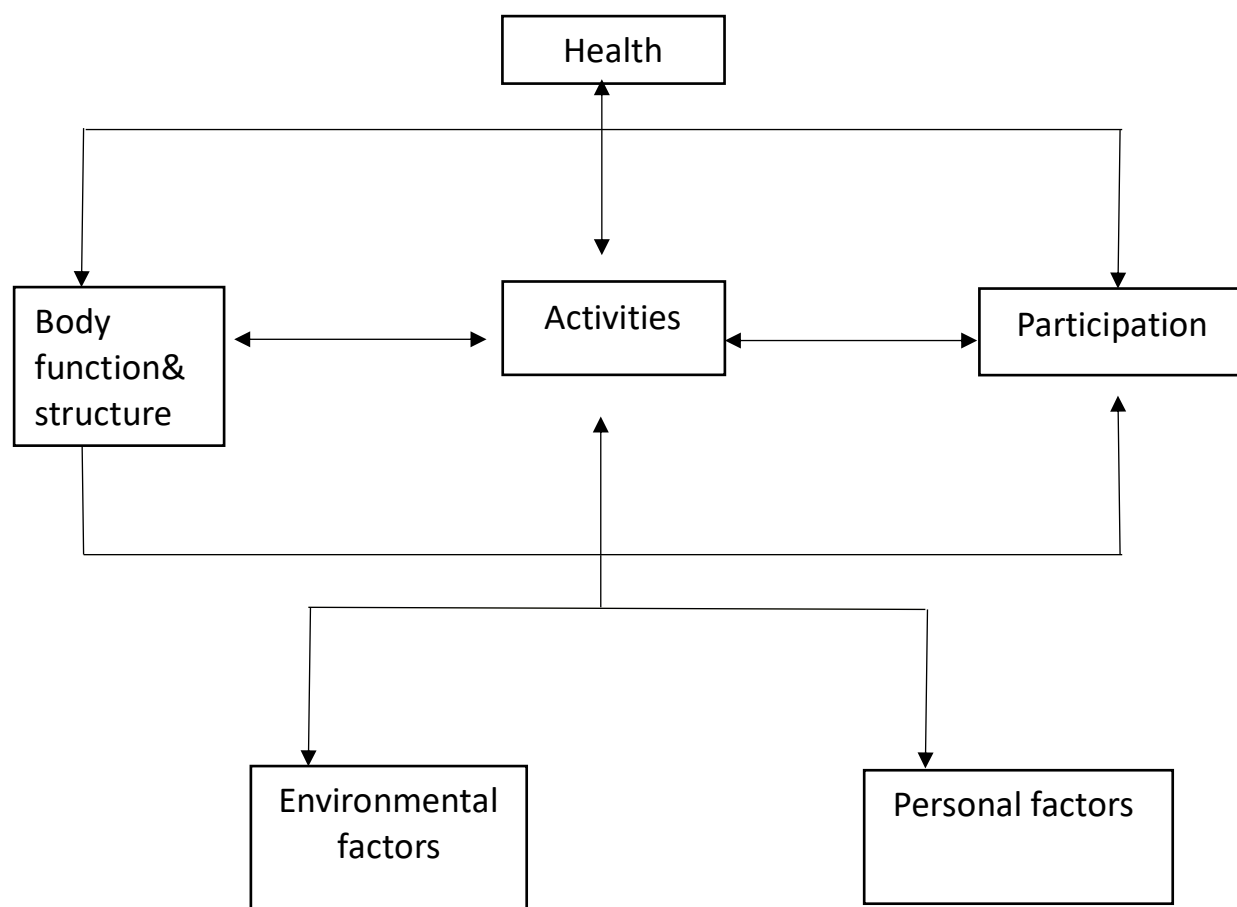 Health
Body
function&
structure
Activities
Participation
Environmental
factors
Personal factors